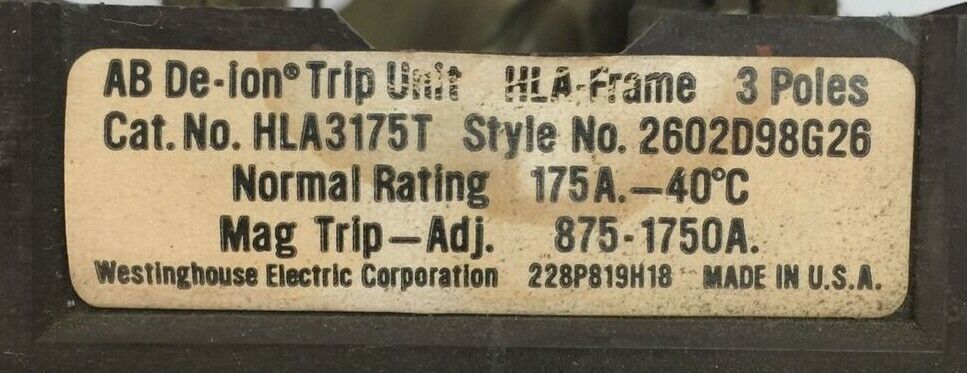 AB De-ion® Trip Unit HLA-Frame 3 Poles
Cat. No. HLA3175T Style No. 2602D98G26
Normal Rating 175A.-40°C
Mag Trip-Adj. 875-1750A.
Westinghouse Electric Corporation 228P819H18 MADE IN U.S.A.